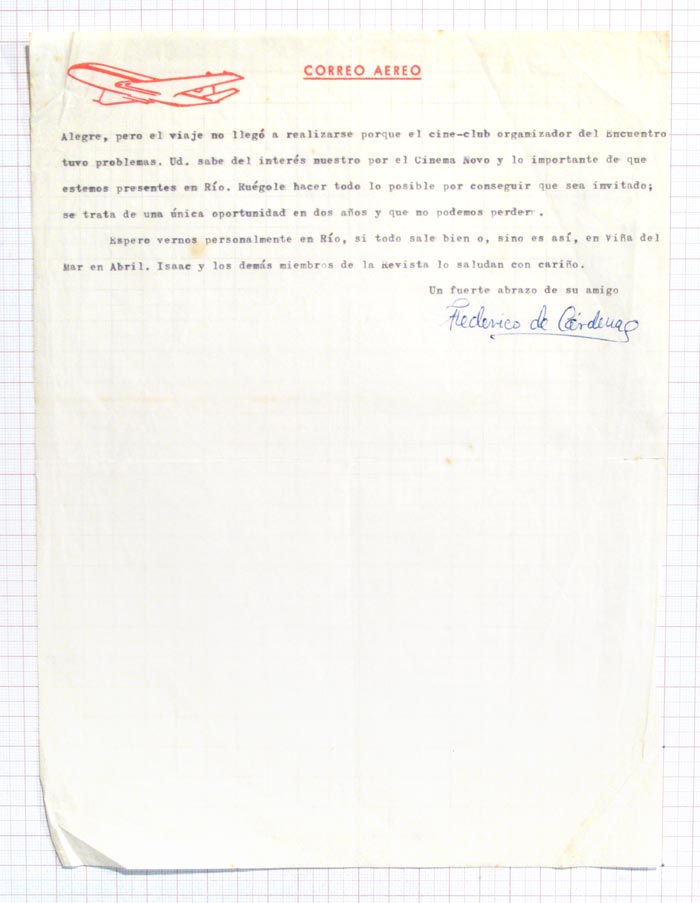 CORREO AEREO
Alegre, pero el viaje no llegó a realizarse porque el cine-club organizador del Encuentro
tuvo problemas. Ud. sabe del interés nuestro por el Cinema Novo y lo importante de que
estemos presentes en Río. Ruégole hacer todo lo posible por conseguir que sea invitado;
se trata de una única oportunidad en dos años y que no podemos perder.
Espero vernos personalmente en Río, si todo sale bien o, sino es así, en Viña del
Mar en Abril. Isaac y los demás miembros de la Revista lo saludan con cariño.
Un fuerte abrazo de su amigo
Federico de Cárdenas